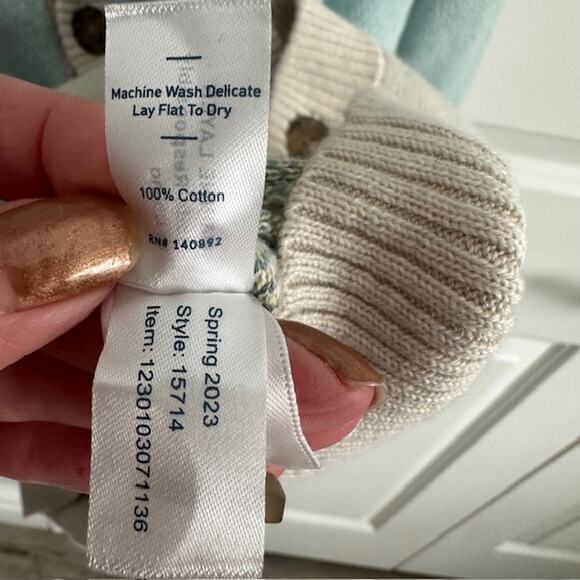 Machine Wash Delicate
Lay Flat To Dry
100% Cotton
RN# 140892
Spring 2023
Style: 15714
Item: 1230103071136